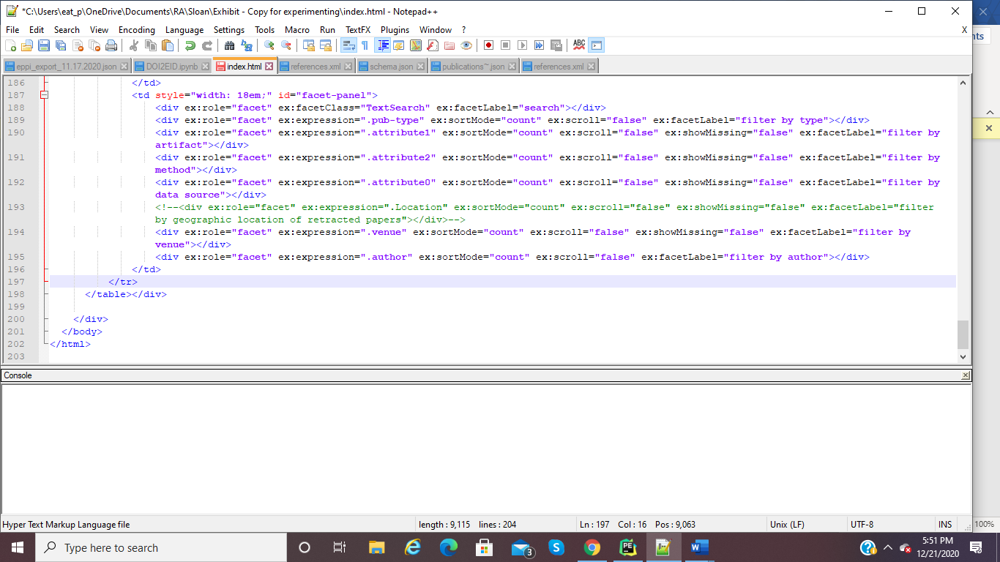 *C:\Users\eat_p\OneDrive\Documents\RA\Sloan\Exhibit - Copy for experimenting\index.html - Notepad++
File Edit Search View Encoding Language Settings Tools Macro Run TextFX Plugins Window ? X
nts
eppi_export_11.17.2020.json DOI2EID.ipynb index.html references.xml schema.json publications~.json references.xml
186 </td>
187 <td style="width: 18em;" id="facet-panel">
188 <div ex:role="facet" ex:facetClass="TextSearch" ex:facetLabel="search"></div>
189 <div ex:role="facet" ex:expression=".pub-type" ex:sortMode="count" ex:scroll="false" ex:facetLabel="filter by type"></div>
190 <div ex:role="facet" ex:expression=".attribute1" ex:sortMode="count" ex:scroll="false" ex:showMissing="false" ex:facetLabel="filter by
artifact"></div>
191 <div ex:role="facet" ex:expression=".attribute2" ex:sortMode="count" ex:scroll="false" ex:showMissing="false" ex:facetLabel="filter by
method"></div>
192 <div ex:role="facet" ex:expression=".attribute0" ex:sortMode="count" ex:scroll="false" ex:showMissing="false" ex:facetLabel="filter by
data source"></div>
193 <!--<div ex:role="facet" ex:expression=".Location" ex:sortMode="count" ex:scroll="false" ex:showMissing="false" ex:facetLabel="filter
by geographic location of retracted papers"></div>-->
194 <div ex:role="facet" ex:expression=".venue" ex:sortMode="count" ex:scroll="false" ex:showMissing="false" ex:facetLabel="filter by
venue"></div>
195 <div ex:role="facet" ex:expression=".author" ex:sortMode="count" ex:scroll="false" ex:facetLabel="filter by author"></div>
196 </td>
197 </tr>
198 </table></div>
199
200 </div>
201 </body>
202 </html>
203
Console
Hyper Text Markup Language file length : 9,115 lines : 204 Ln : 197 Col : 16 Pos : 9,063 Unix (LF) UTF-8 INS 100%
Type here to search
3
5:51 PM
12/21/2020